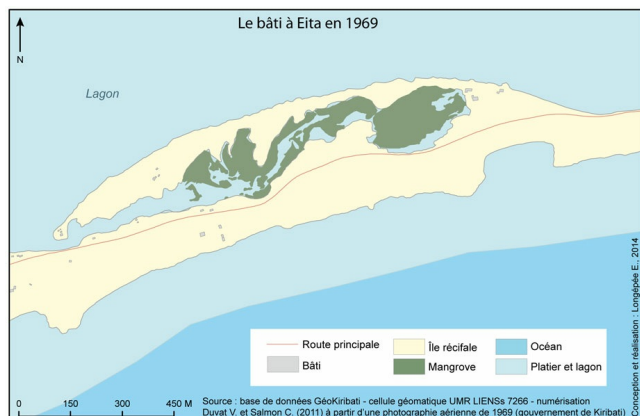 Le bâti à Eita en 1969
N
Lagon
Route principale
Bâti
Île récifale
Mangrove
Océan
Platier et lagon
0 150 300 450 M
Source : base de données GéoKiribati - cellule géomatique UMR LIENSs 7266 - numérisation
Duvat V. et Salmon C. (2011) à partir d'une photographie aérienne de 1969 (gouvernement de Kiribati)
Conception et réalisation : Longépée E., 2014